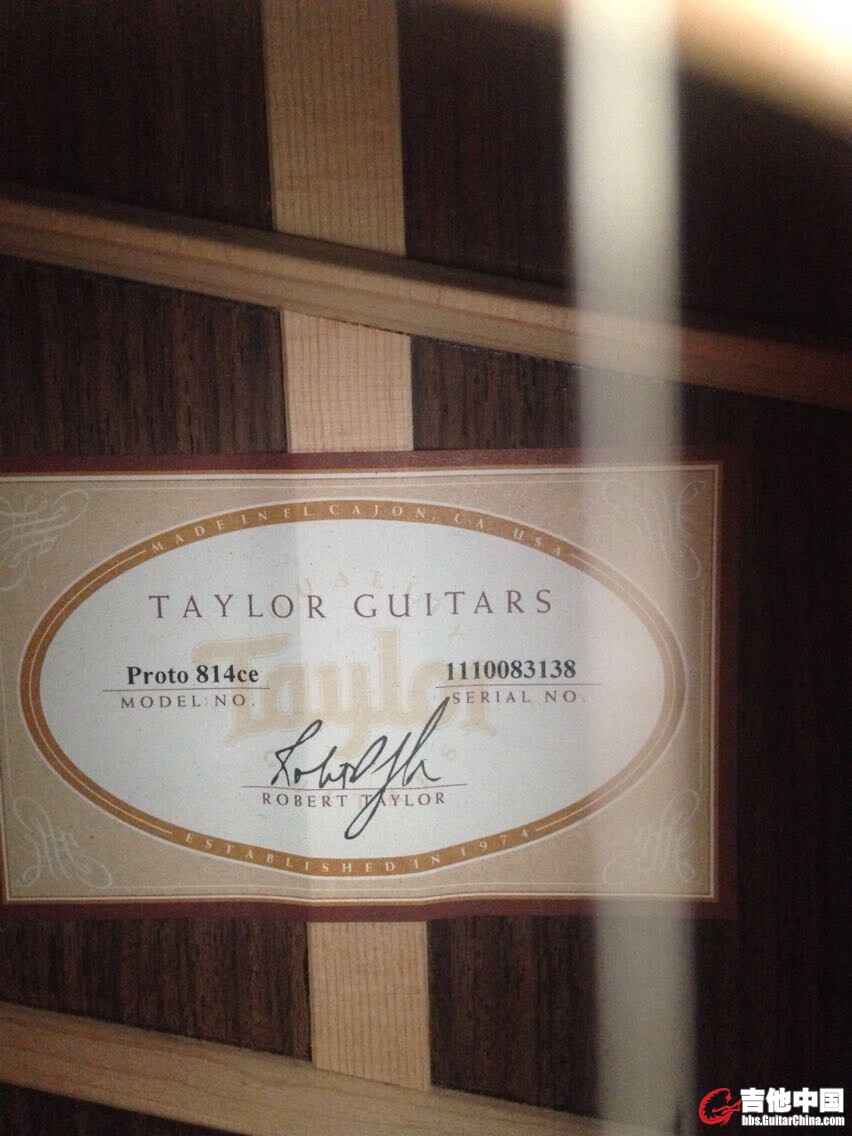 MADE IN EL CAJON, CA USA
TAYLOR GUITARS
Taylor
Proto 814ce
1110083138
MODEL NO.
SERIAL NO.
ROBERT TAYLOR
ESTABLISHED IN 1974
吉他中国
bbs.GuitarChina.com